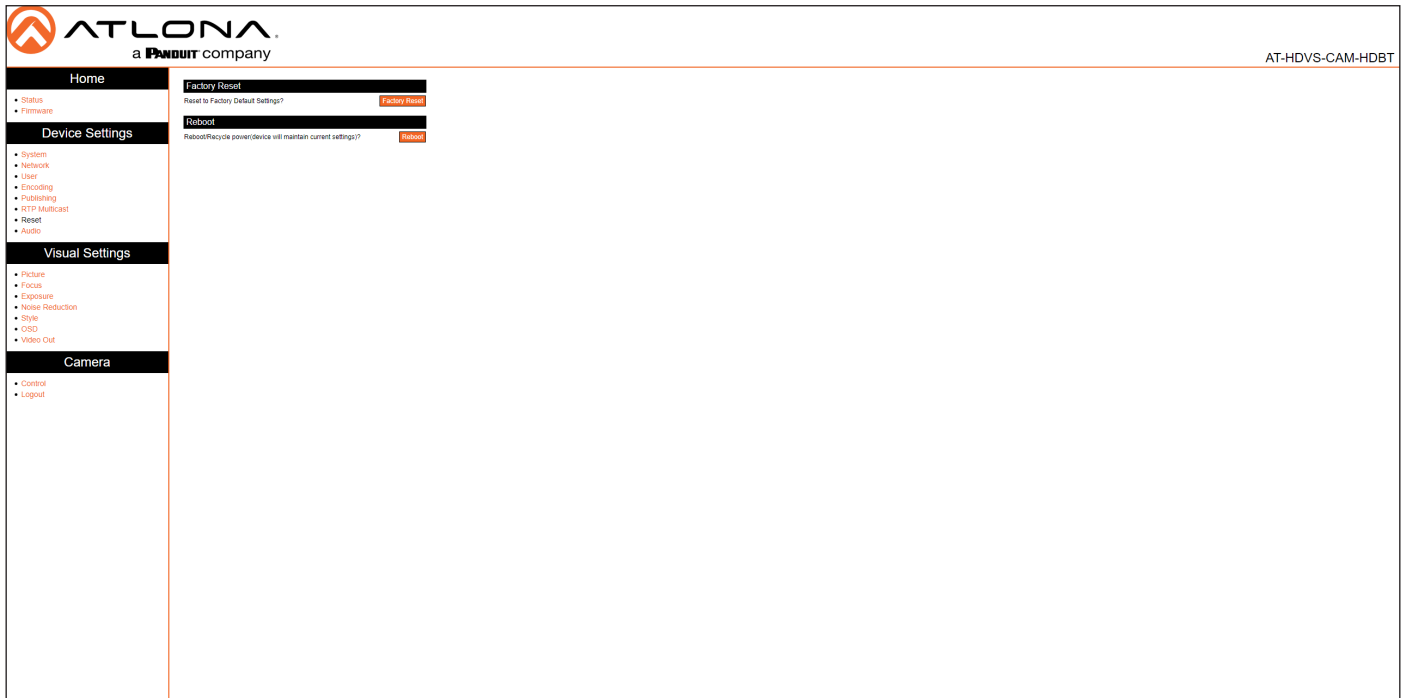 ATLONA.
a PANDUIT company
AT-HDVS-CAM-HDBT
Home
Status
Firmware
Device Settings
System
Network
User
Encoding
Publishing
RTP Multicast
Reset
Audio
Visual Settings
Picture
Focus
Exposure
Noise Reduction
Style
OSD
Video Out
Camera
Control
Logout
Factory Reset
Reset to Factory Default Settings? Factory Reset
Reboot
Reboot/Recycle power(device will maintain current settings)? Reboot